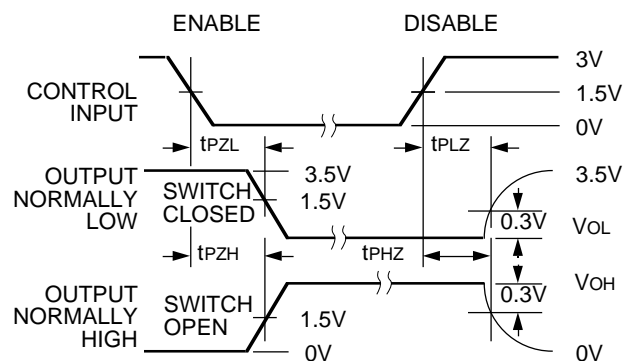 ENABLE
DISABLE
CONTROL
INPUT
3V
1.5V
0V
tPZL
tPLZ
OUTPUT
NORMALLY
LOW
SWITCH
CLOSED
3.5V
1.5V
3.5V
0.3V
VOL
tPZH
tPHZ
OUTPUT
NORMALLY
HIGH
SWITCH
OPEN
1.5V
0V
0.3V
VOH
0V